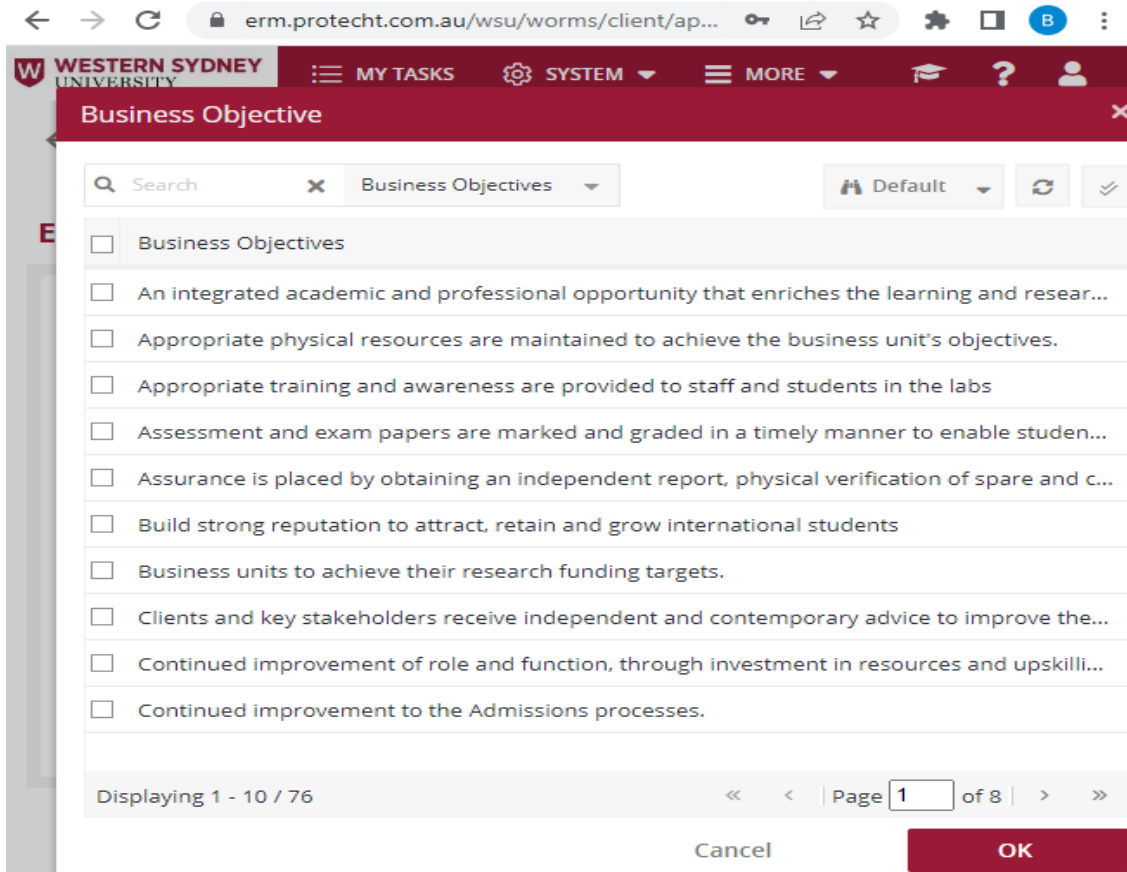 erm.protecht.com.au/wsu/worms/client/ap...
B
W WESTERN SYDNEY
UNIVERSITY
MY TASKS
SYSTEM
MORE
?
Business Objective
Search
Business Objectives
Default
E
Business Objectives
An integrated academic and professional opportunity that enriches the learning and resear...
Appropriate physical resources are maintained to achieve the business unit's objectives.
Appropriate training and awareness are provided to staff and students in the labs
Assessment and exam papers are marked and graded in a timely manner to enable studen...
Assurance is placed by obtaining an independent report, physical verification of spare and c...
Build strong reputation to attract, retain and grow international students
Business units to achieve their research funding targets.
Clients and key stakeholders receive independent and contemporary advice to improve the...
Continued improvement of role and function, through investment in resources and upskilli...
Continued improvement to the Admissions processes.
Displaying 1 - 10 / 76
« < Page 1 of 8 > »
Cancel
OK